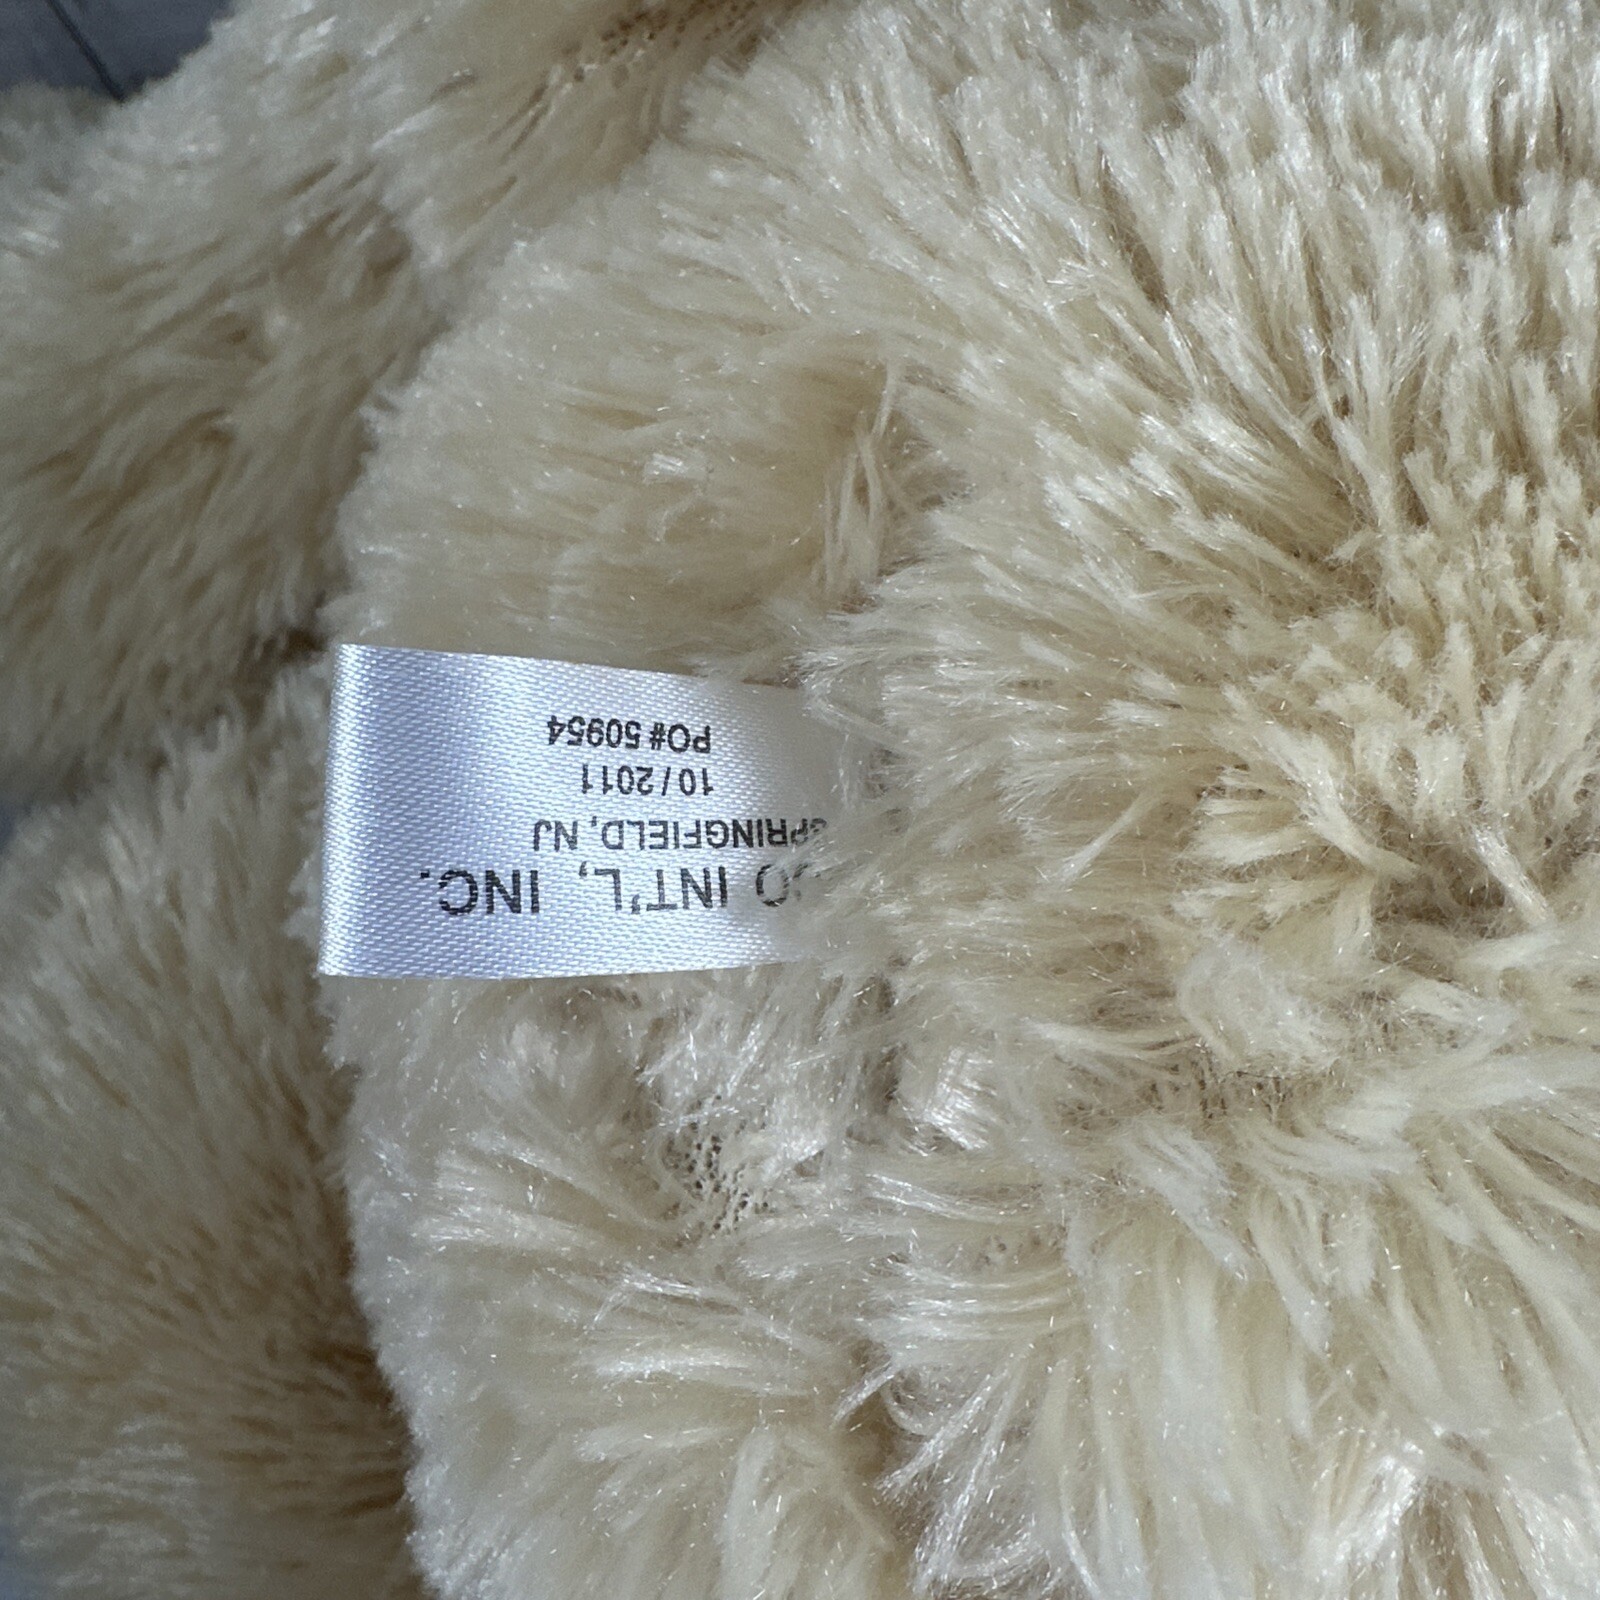 INT'L, INC.
SPRINGFIELD, NJ
10/2011
PO# 50954